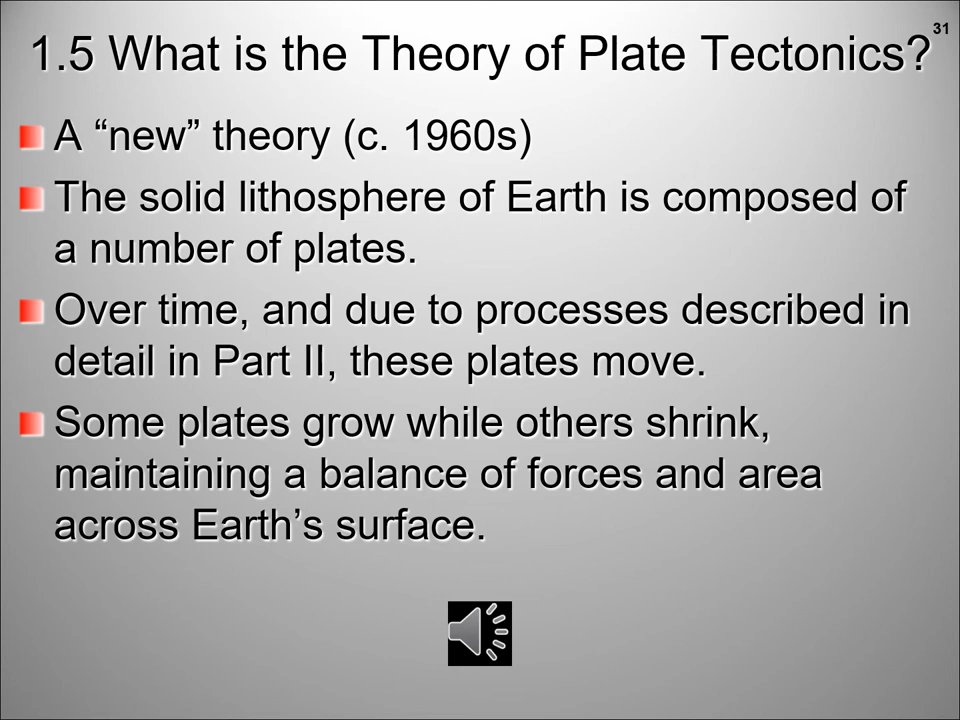 31
1.5 What is the Theory of Plate Tectonics?
A “new” theory (c. 1960s)
The solid lithosphere of Earth is composed of
a number of plates.
Over time, and due to processes described in
detail in Part II, these plates move.
Some plates grow while others shrink,
maintaining a balance of forces and area
across Earth’s surface.